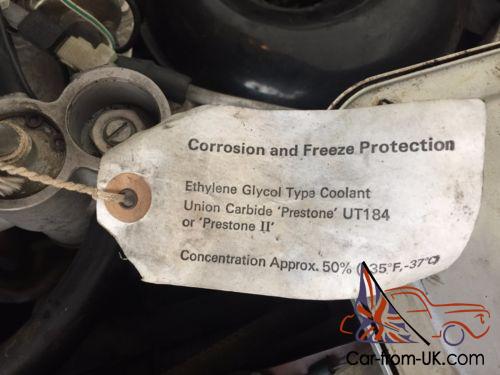 Corrosion and Freeze Protection
Ethylene Glycol Type Coolant
Union Carbide 'Prestone' UT184
or 'Prestone II'
Concentration Approx. 50% (-35°F,-37°C)
Car-from-UK.com